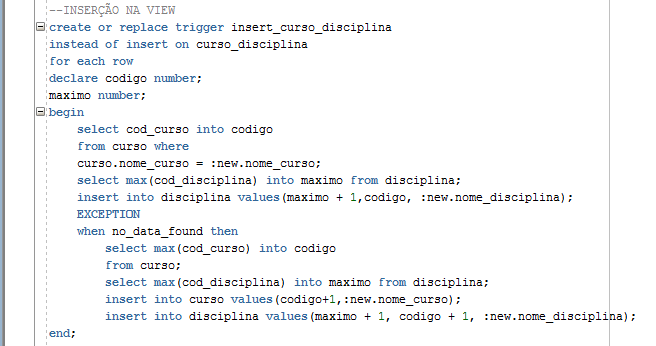 --INSERÇÃO NA VIEW
create or replace trigger insert_curso_disciplina
instead of insert on curso_disciplina
for each row
declare codigo number;
maximo number;
begin
select cod_curso into codigo
from curso where
curso.nome_curso = :new.nome_curso;
select max(cod_disciplina) into maximo from disciplina;
insert into disciplina values(maximo + 1,codigo, :new.nome_disciplina);
EXCEPTION
when no_data_found then
select max(cod_curso) into codigo
from curso;
select max(cod_disciplina) into maximo from disciplina;
insert into curso values(codigo+1,:new.nome_curso);
insert into disciplina values(maximo + 1, codigo + 1, :new.nome_disciplina);
end;